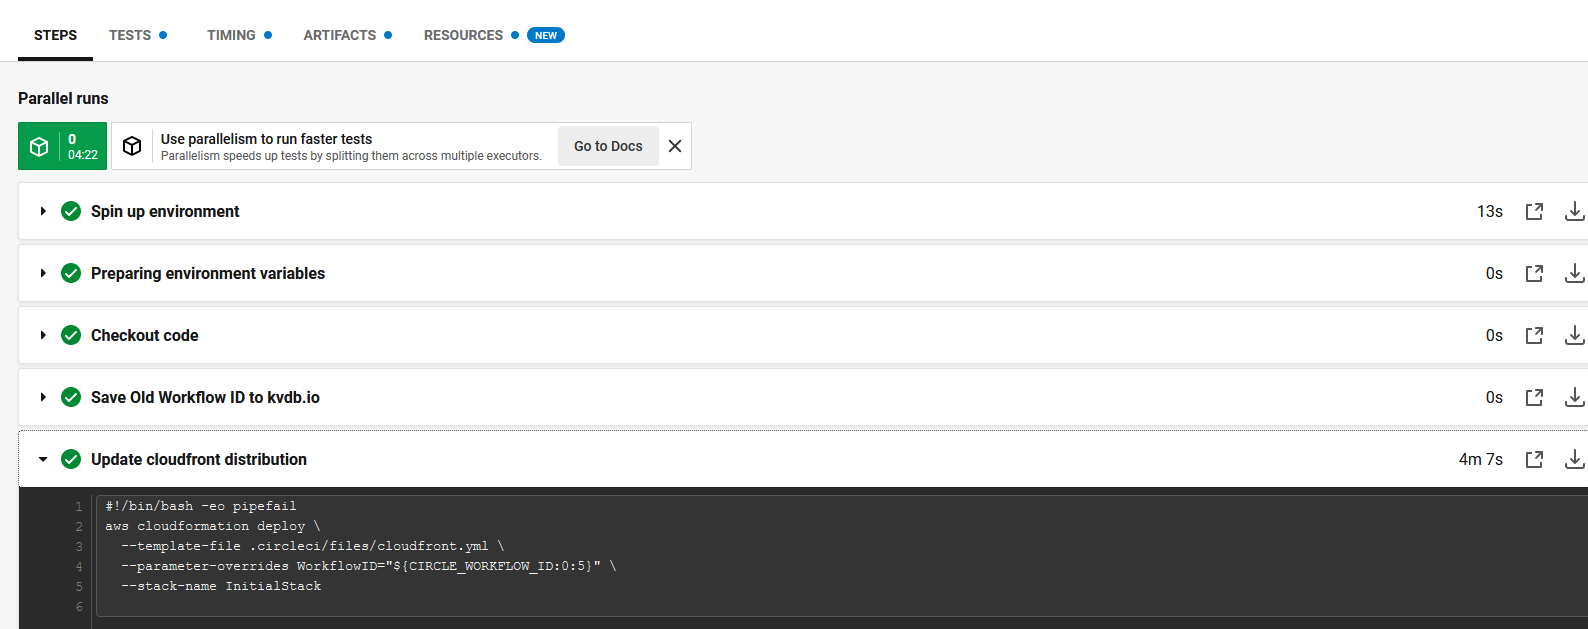 STEPS TESTS TIMING ARTIFACTS RESOURCES NEW
Parallel runs
0
04:22
Use parallelism to run faster tests
Parallelism speeds up tests by splitting them across multiple executors.
Go to Docs
Spin up environment 13s
Preparing environment variables 0s
Checkout code 0s
Save Old Workflow ID to kvdb.io 0s
Update cloudfront distribution 4m 7s
1 #!/bin/bash -eo pipefail
2 aws cloudformation deploy \
3 --template-file .circleci/files/cloudfront.yml \
4 --parameter-overrides WorkflowID="${CIRCLE_WORKFLOW_ID:0:5}" \
5 --stack-name InitialStack
6